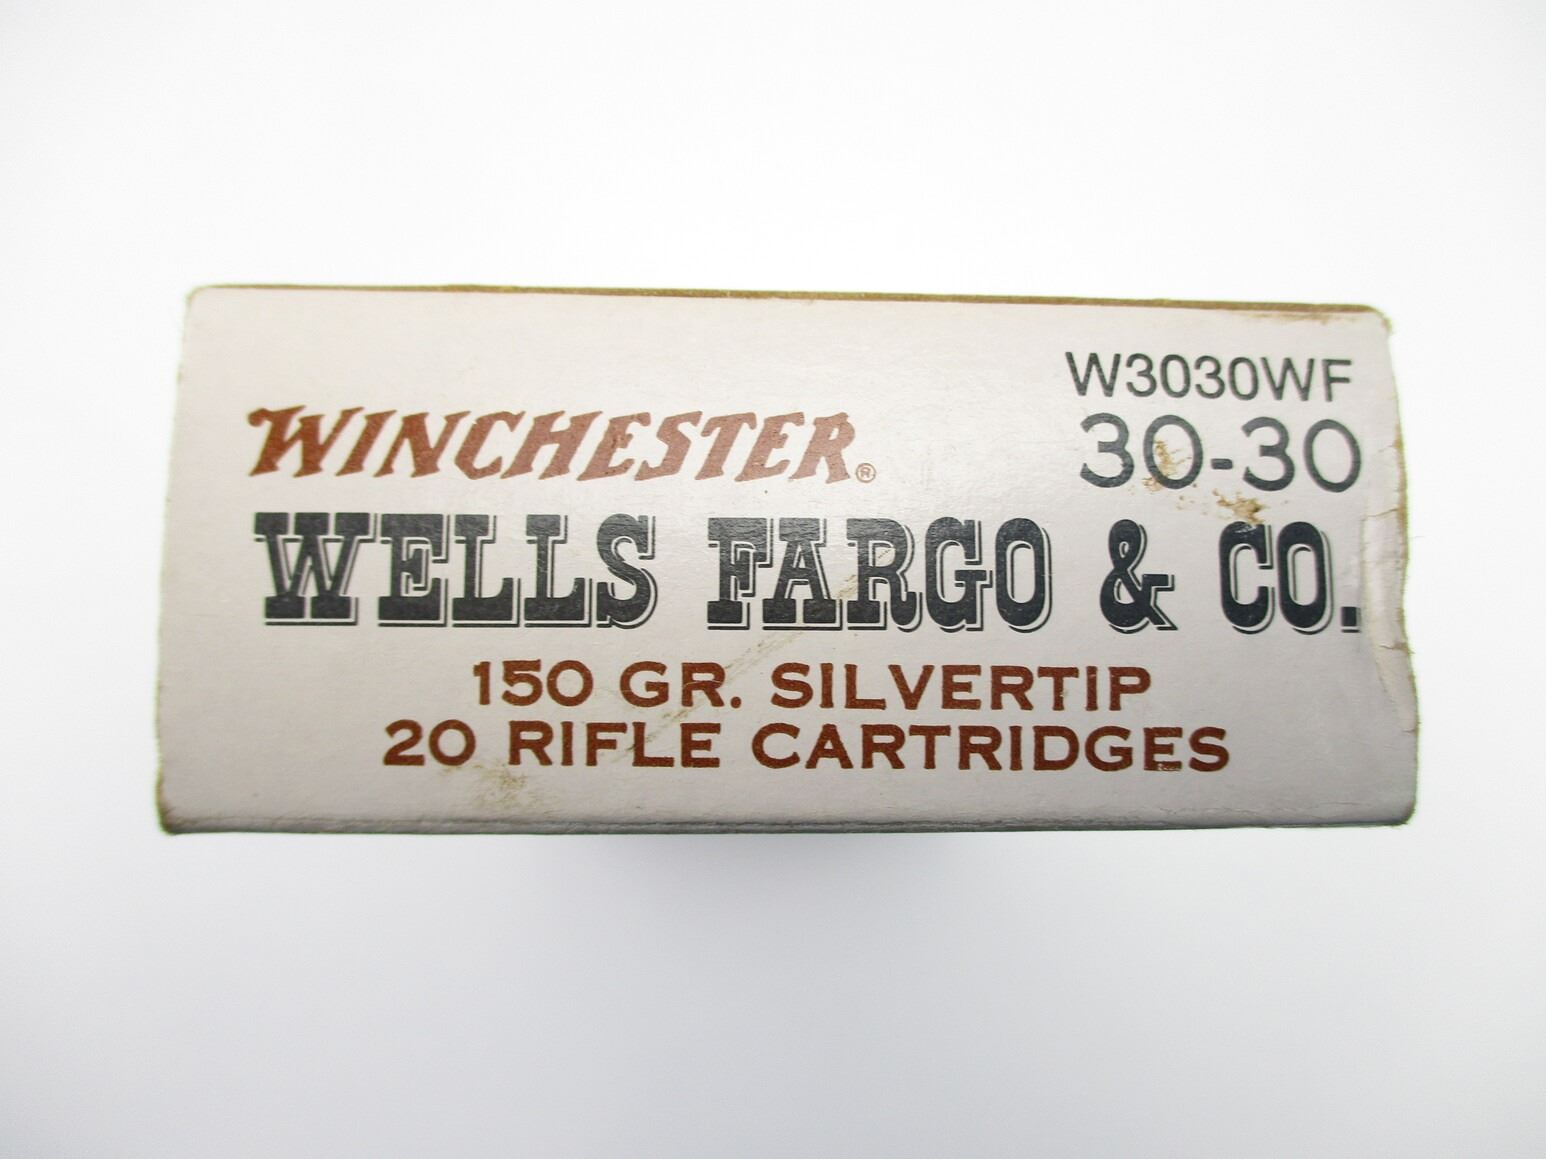 W3030WF
WINCHESTER® 30-30
WELLS FARGO & CO.
150 GR. SILVERTIP
20 RIFLE CARTRIDGES